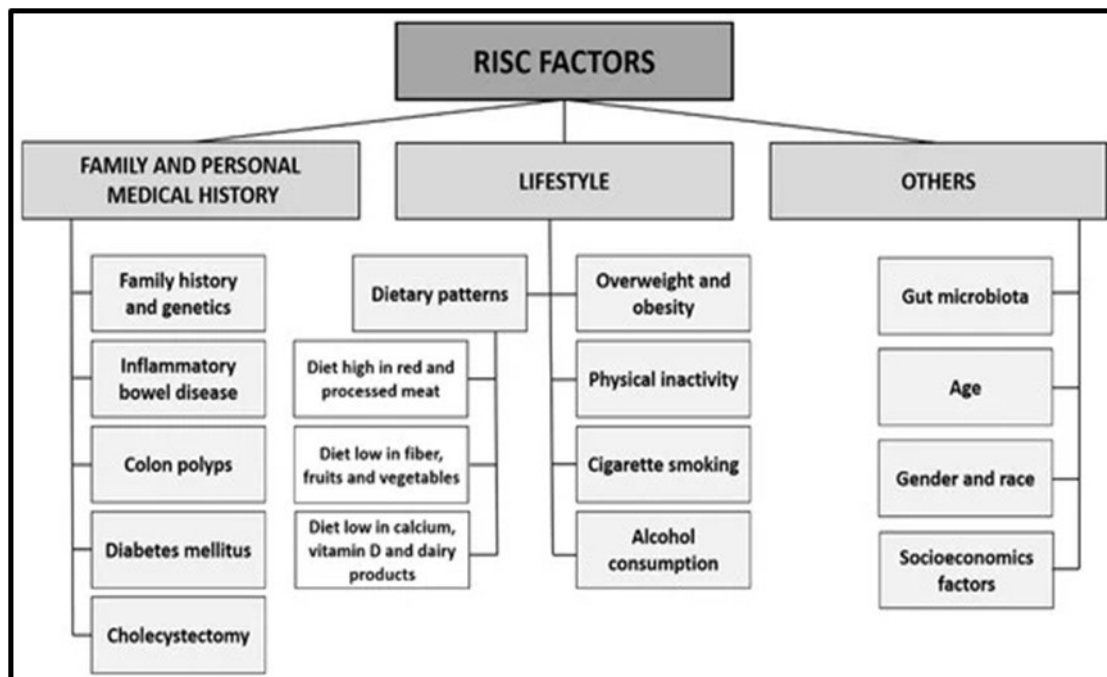 RISC FACTORS
FAMILY AND PERSONAL
MEDICAL HISTORY
Family history
and genetics
Inflammatory
bowel disease
Colon polyps
Diabetes mellitus
Cholecystectomy
LIFESTYLE
Dietary patterns
Diet high in red and
processed meat
Diet low in fiber,
fruits and vegetables
Diet low in calcium,
vitamin D and dairy
products
Overweight and
obesity
Physical inactivity
Cigarette smoking
Alcohol
consumption
OTHERS
Gut microbiota
Age
Gender and race
Socioeconomics
factors